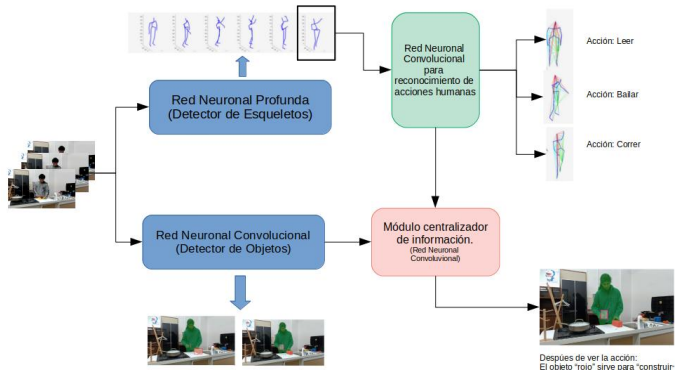 Red Neuronal Profunda
(Detector de Esqueletos)
Red Neuronal
Convolucional
para
reconocimiento de
acciones humanas
Acción: Leer
Acción: Bailar
Acción: Correr
Red Neuronal Convolucional
(Detector de Objetos)
Módulo centralizador
de información.
(Red Neuronal
Convoluvional)
Despúes de ver la acción:
El objeto "rojo" sirve para "construir-